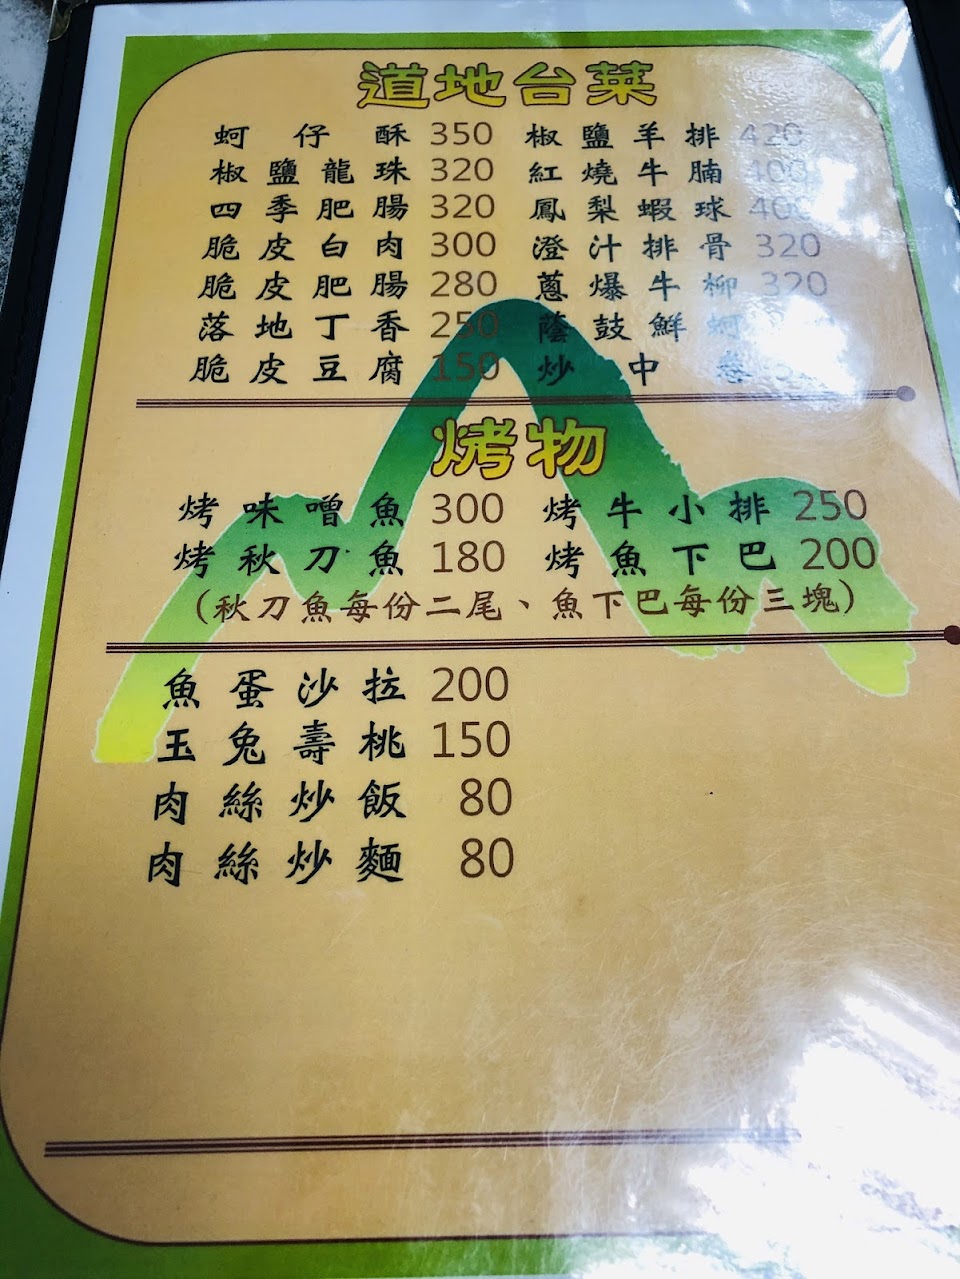 道地台菜
蚵仔酥 350 椒鹽羊排 420
椒鹽龍珠 320 紅燒牛腩 400
四季肥腸 320 鳳梨蝦球 400
脆皮白肉 300 澄汁排骨 320
脆皮肥腸 280 蔥爆牛柳 320
落地丁香 250 蔭鼓鮮蚵
脆皮豆腐 150 炒中卷
烤物
烤味噌魚 300 烤牛小排 250
烤秋刀魚 180 烤魚下巴 200
(秋刀魚每份二尾、魚下巴每份三塊)
魚蛋沙拉 200
玉兔壽桃 150
肉絲炒飯 80
肉絲炒麵 80